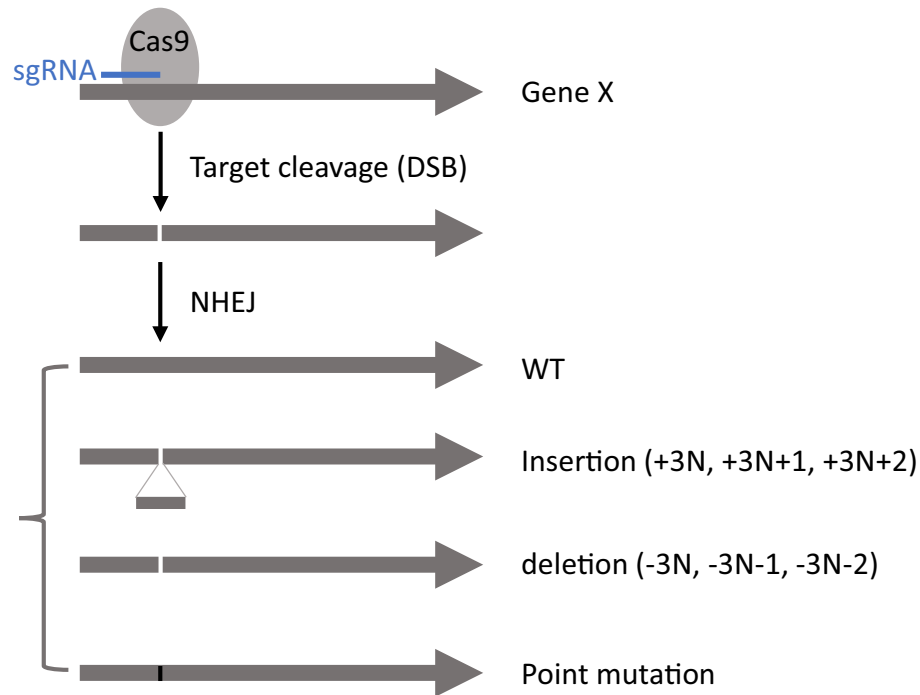 Cas9
sgRNA
Gene X
Target cleavage (DSB)
NHEJ
WT
Insertion (+3N, +3N+1, +3N+2)
deletion (-3N, -3N-1, -3N-2)
Point mutation